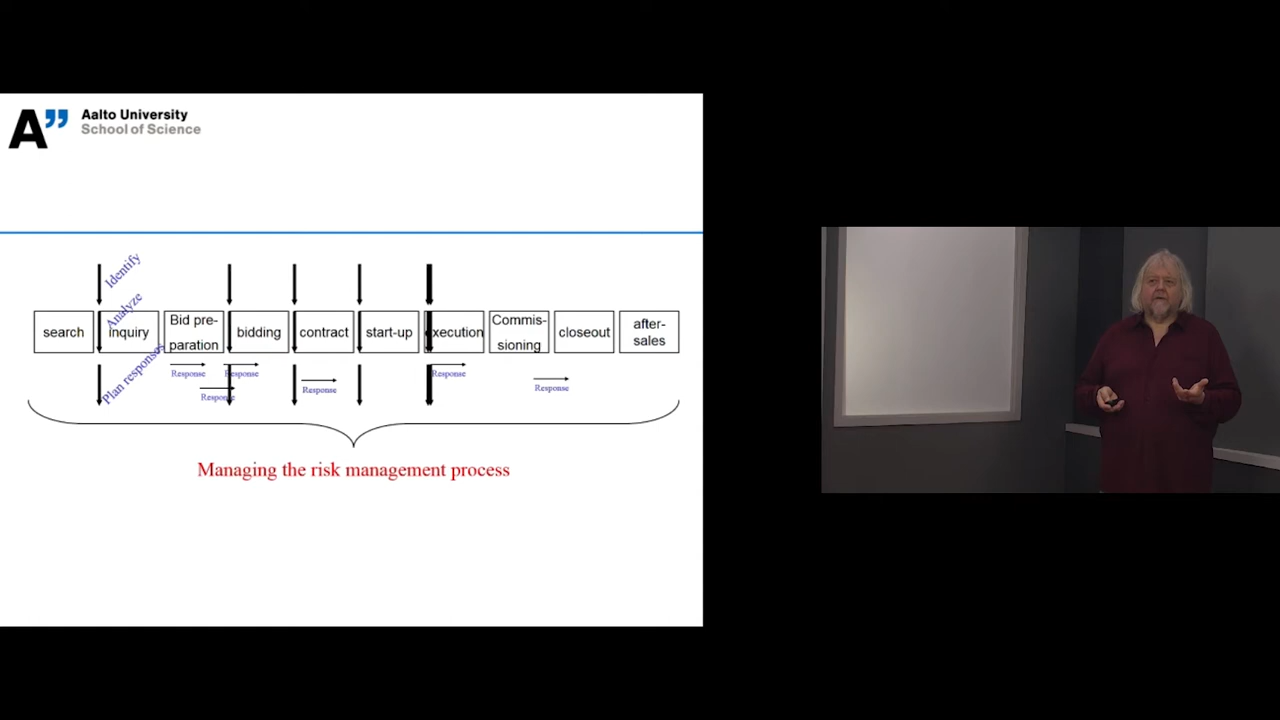 A”
Aalto University
School of Science
Identify
Analyze
Plan responses
search
inquiry
Bid pre-
paration
bidding
contract
start-up
execution
Commis-
sioning
closeout
after-
sales
Response
Response
Response
Response
Response
Response
Managing the risk management process